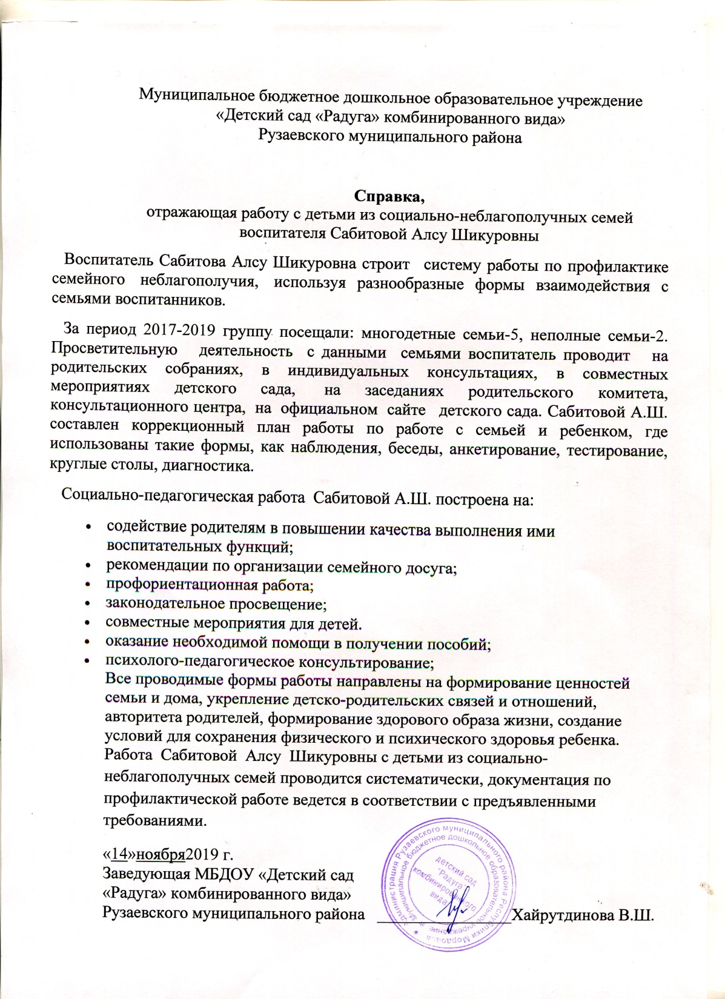 Муниципальное бюджетное дошкольное образовательное учреждение
«Детский сад «Радуга» комбинированного вида»
Рузаевского муниципального района
Справка,
отражающая работу с детьми из социально-неблагополучных семей
воспитателя Сабитовой Алсу Шикуровны
Воспитатель Сабитова Алсу Шикуровна строит систему работы по профилактике
семейного неблагополучия, используя разнообразные формы взаимодействия с
семьями воспитанников.
За период 2017-2019 группу посещали: многодетные семьи-5, неполные семьи-2.
Просветительную деятельность с данными семьями воспитатель проводит на
родительских собраниях, в индивидуальных консультациях, в совместных
мероприятиях детского сада, на заседаниях родительского комитета,
консультационного центра, на официальном сайте детского сада. Сабитовой А.Ш.
составлен коррекционный план работы по работе с семьей и ребенком, где
использованы такие формы, как наблюдения, беседы, анкетирование, тестирование,
круглые столы, диагностика.
Социально-педагогическая работа Сабитовой А.Ш. построена на:
• содействие родителям в повышении качества выполнения ими
воспитательных функций;
• рекомендации по организации семейного досуга;
• профориентационная работа;
• законодательное просвещение;
• совместные мероприятия для детей.
• оказание необходимой помощи в получении пособий;
• психолого-педагогическое консультирование;
Все проводимые формы работы направлены на формирование ценностей
семьи и дома, укрепление детско-родительских связей и отношений,
авторитета родителей, формирование здорового образа жизни, создание
условий для сохранения физического и психического здоровья ребенка.
Работа Сабитовой Алсу Шикуровны с детьми из социально-
неблагополучных семей проводится систематически, документация по
профилактической работе ведется в соответствии с предъявленными
требованиями.
«14»ноября2019 г.
Заведующая МБДОУ «Детский сад
«Радуга» комбинированного вида»
Рузаевского муниципального района ________________Хайрутдинова В.Ш.
Администрация Рузаевского муниципального района Республики Мордовия
Муниципальное бюджетное дошкольное образовательное учреждение
детский сад
"Радуга"
комбинированного
вида